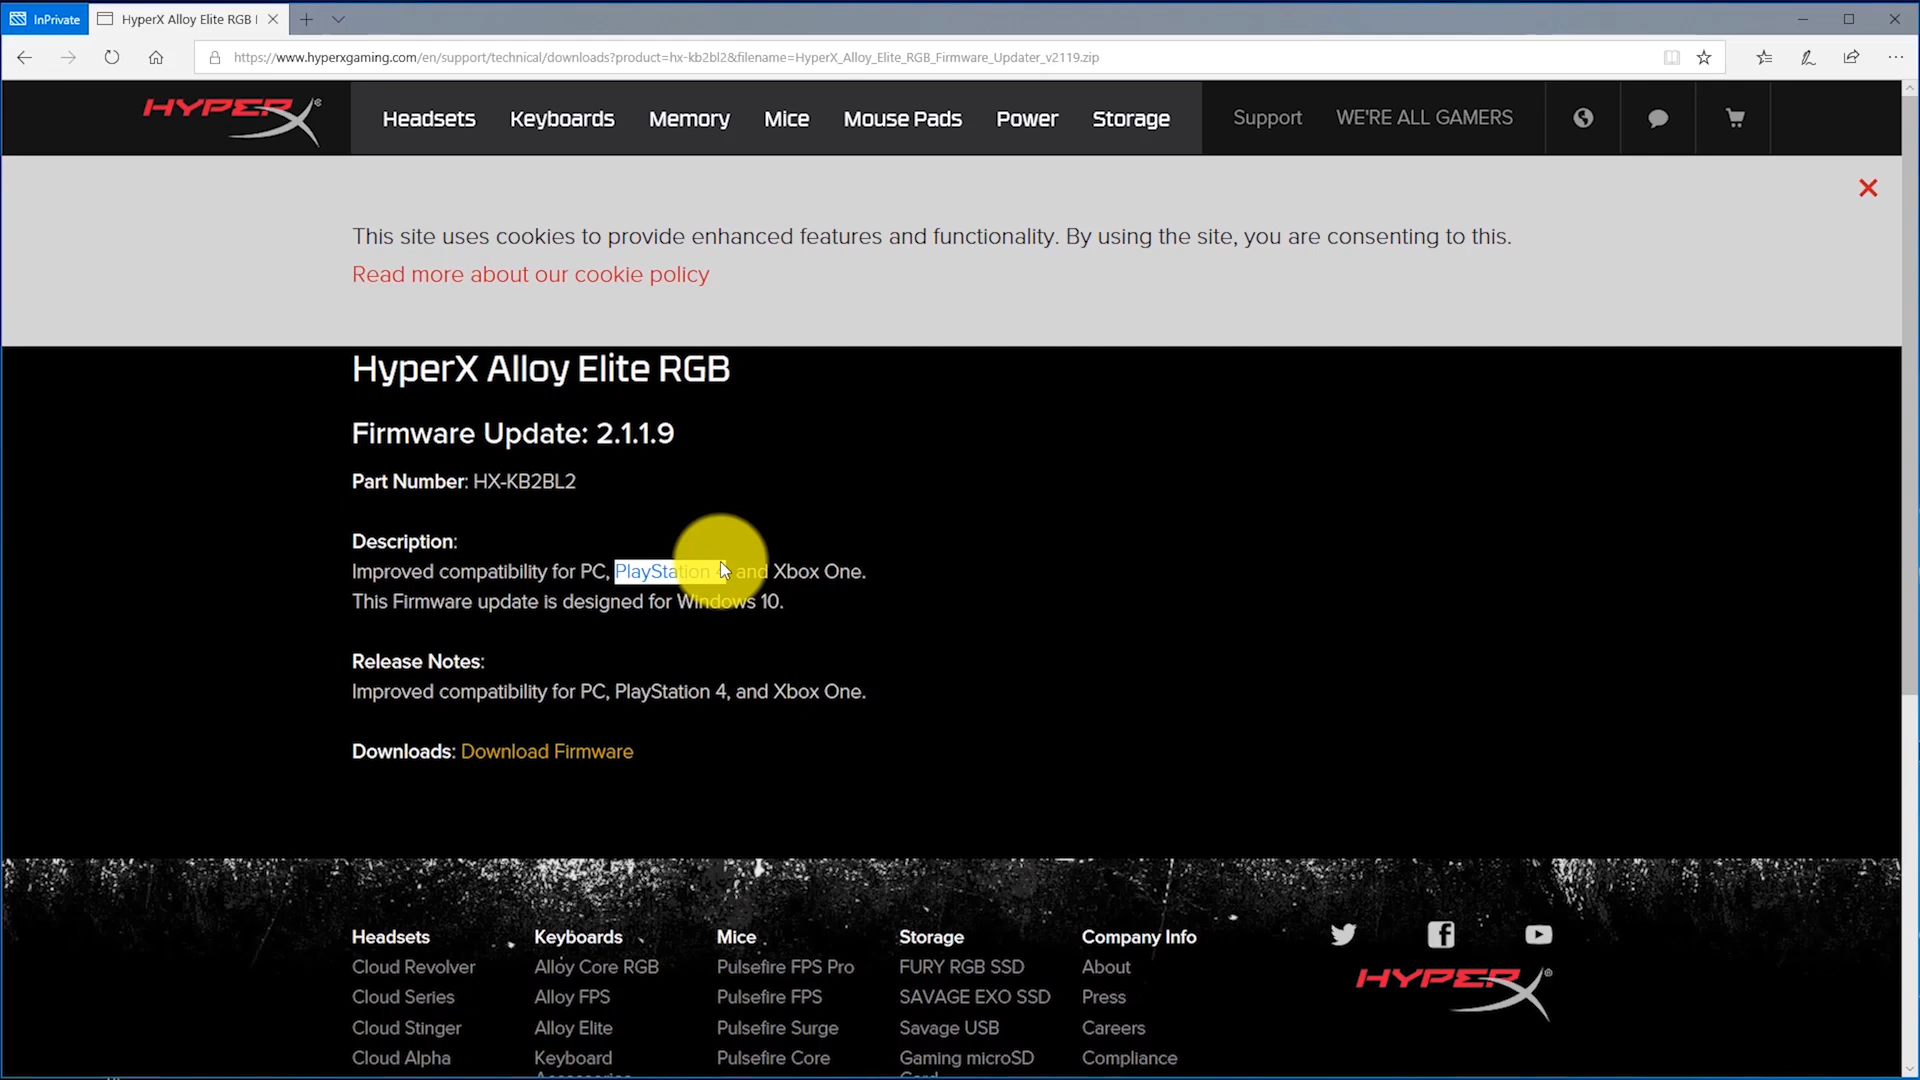 InPrivate
HyperX Alloy Elite RGB
https://www.hyperxgaming.com/en/support/technical/downloads?product=hx-kb2bl2&filename=HyperX_Alloy_Elite_RGB_Firmware_Updater_v2119.zip
HYPERX
Headsets Keyboards Memory Mice Mouse Pads Power Storage Support WE'RE ALL GAMERS
This site uses cookies to provide enhanced features and functionality. By using the site, you are consenting to this.
Read more about our cookie policy
HyperX Alloy Elite RGB
Firmware Update: 2.1.1.9
Part Number: HX-KB2BL2
Description:
Improved compatibility for PC, PlayStation 4, and Xbox One.
This Firmware update is designed for Windows 10.
Release Notes:
Improved compatibility for PC, PlayStation 4, and Xbox One.
Downloads: Download Firmware
Headsets
Cloud Revolver
Cloud Series
Cloud Stinger
Cloud Alpha
Keyboards
Alloy Core RGB
Alloy FPS
Alloy Elite
Keyboard
Mice
Pulsefire FPS Pro
Pulsefire FPS
Pulsefire Surge
Pulsefire Core
Storage
FURY RGB SSD
SAVAGE EXO SSD
Savage USB
Gaming microSD
Company Info
About
Press
Careers
Compliance
HYPERX